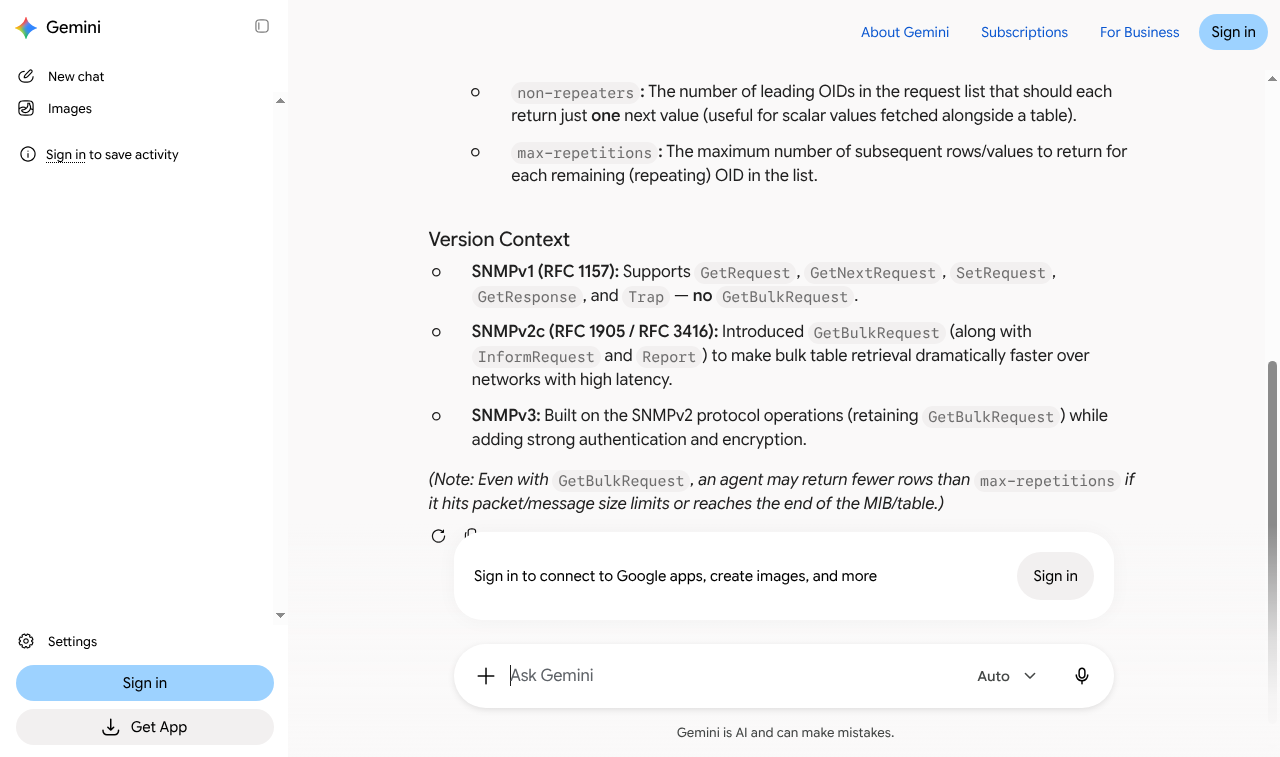 Gemini
About Gemini
Subscriptions
For Business
Sign in
New chat
Images
Sign in to save activity
non-repeaters : The number of leading OIDs in the request list that should each
return just one next value (useful for scalar values fetched alongside a table).
max-repetitions : The maximum number of subsequent rows/values to return for
each remaining (repeating) OID in the list.
Version Context
SNMPv1 (RFC 1157): Supports GetRequest , GetNextRequest , SetRequest ,
GetResponse , and Trap — no GetBulkRequest .
SNMPv2c (RFC 1905 / RFC 3416): Introduced GetBulkRequest (along with
InformRequest and Report ) to make bulk table retrieval dramatically faster over
networks with high latency.
SNMPv3: Built on the SNMPv2 protocol operations (retaining GetBulkRequest ) while
adding strong authentication and encryption.
(Note: Even with GetBulkRequest , an agent may return fewer rows than max-repetitions if
it hits packet/message size limits or reaches the end of the MIB/table.)
Sign in to connect to Google apps, create images, and more
Sign in
Ask Gemini
Auto
Gemini is AI and can make mistakes.
Settings
Sign in
Get App